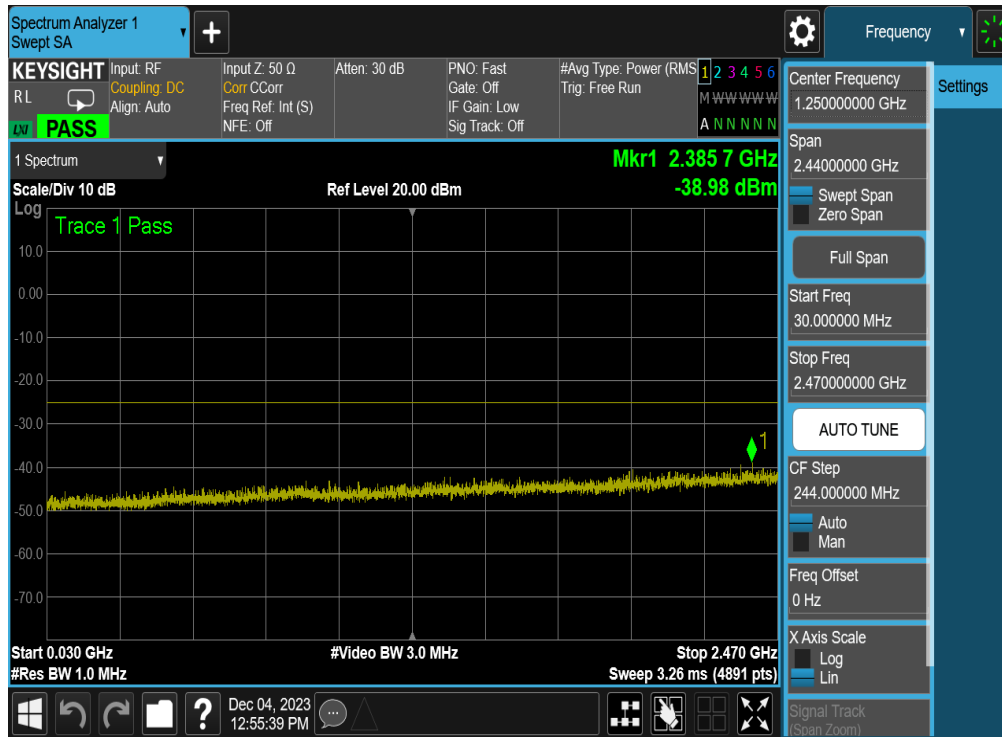 Spectrum Analyzer 1
Swept SA
+
Frequency
KEYSIGHT
RL
LXI PASS
Input: RF
Coupling: DC
Align: Auto
Input Z: 50 Ω
Corr CCorr
Freq Ref: Int (S)
NFE: Off
Atten: 30 dB
PNO: Fast
Gate: Off
IF Gain: Low
Sig Track: Off
#Avg Type: Power (RMS
Trig: Free Run
1 2 3 4 5 6
M W W W W W
A N N N N N
Center Frequency
1.250000000 GHz
Settings
Span
2.44000000 GHz
Swept Span
Zero Span
Full Span
Start Freq
30.000000 MHz
Stop Freq
2.470000000 GHz
AUTO TUNE
CF Step
244.000000 MHz
Auto
Man
Freq Offset
0 Hz
X Axis Scale
Log
Lin
Signal Track
(Span Zoom)
1 Spectrum
Mkr1 2.385 7 GHz
-38.98 dBm
Scale/Div 10 dB
Ref Level 20.00 dBm
Log
Trace 1 Pass
10.0
0.00
-10.0
-20.0
-30.0
1
-40.0
-50.0
-60.0
-70.0
Start 0.030 GHz
#Video BW 3.0 MHz
Stop 2.470 GHz
#Res BW 1.0 MHz
Sweep 3.26 ms (4891 pts)
?
Dec 04, 2023
12:55:39 PM